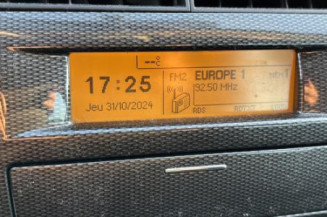 17:25 FM2 EUROPE 1
92.50 MHz
Jeu 31/10/2024
RDS